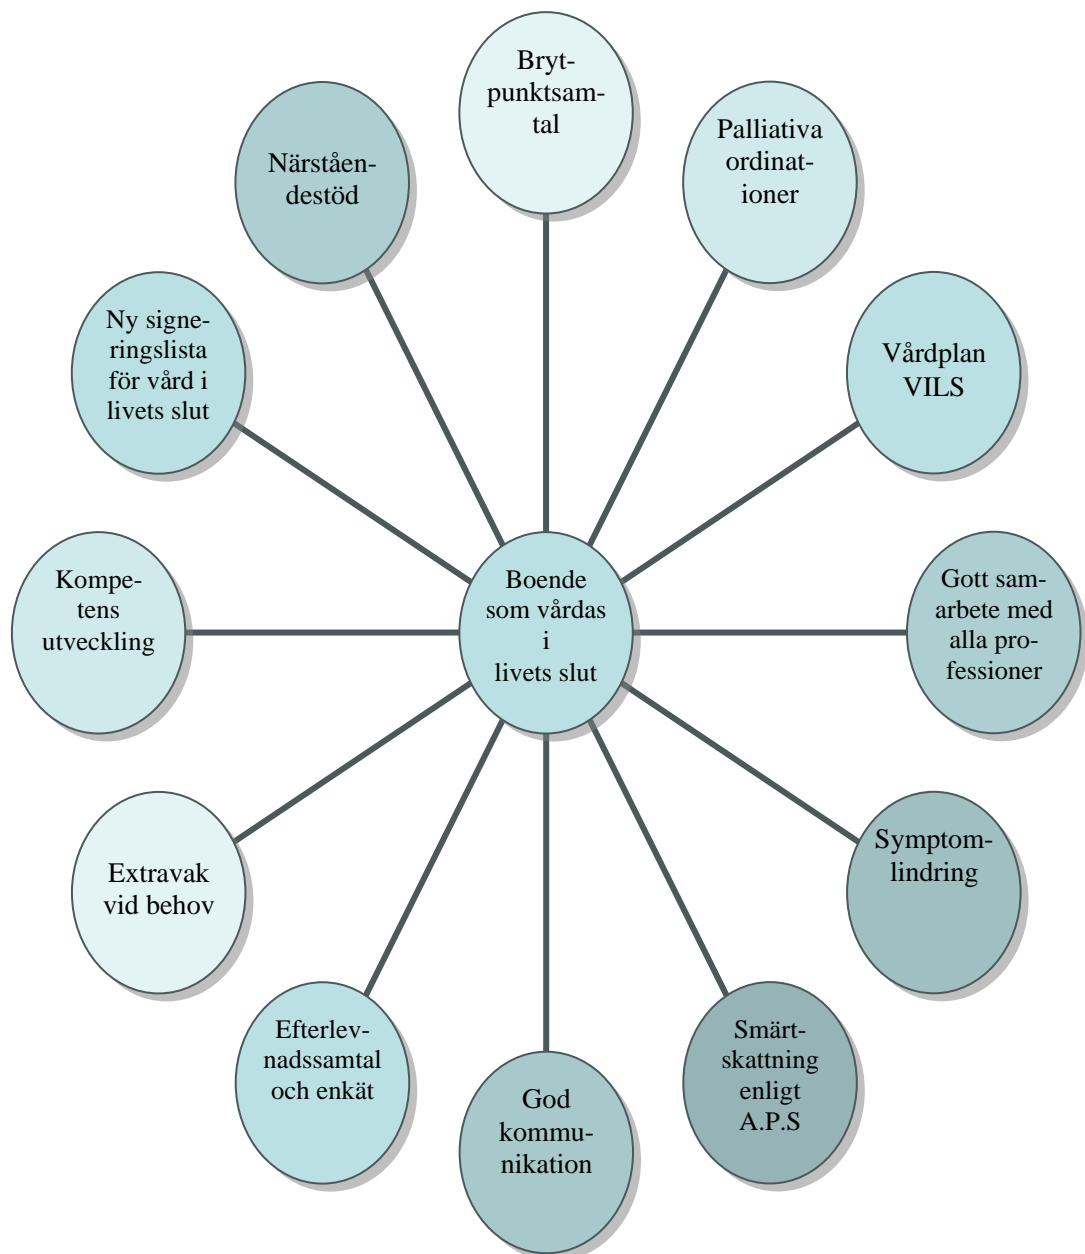 Bryt-
punktsam-
tal
Palliativa
ordinat-
ioner
Vårdplan
VILS
Gott sam-
arbete med
alla pro-
fessioner
Symptom-
lindring
Smärt-
skattning
enligt
A.P.S
God
kommu-
nikation
Efterlev-
nadssamtal
och enkät
Extravak
vid behov
Kompe-
tens
utveckling
Ny signe-
ringslista
för vård i
livets slut
Närståen-
destöd
Boende
som vårdas
i
livets slut